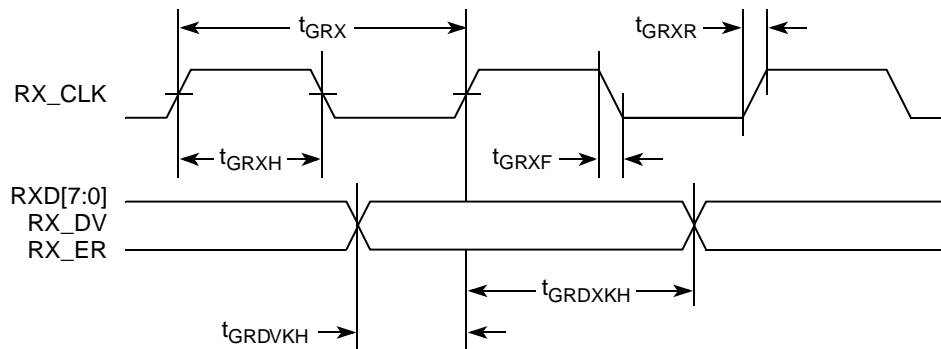 tGRX
tGRXR
RX_CLK
tGRXH
tGRXF
RXD[7:0]
RX_DV
RX_ER
tGRDXKH
tGRDVKH